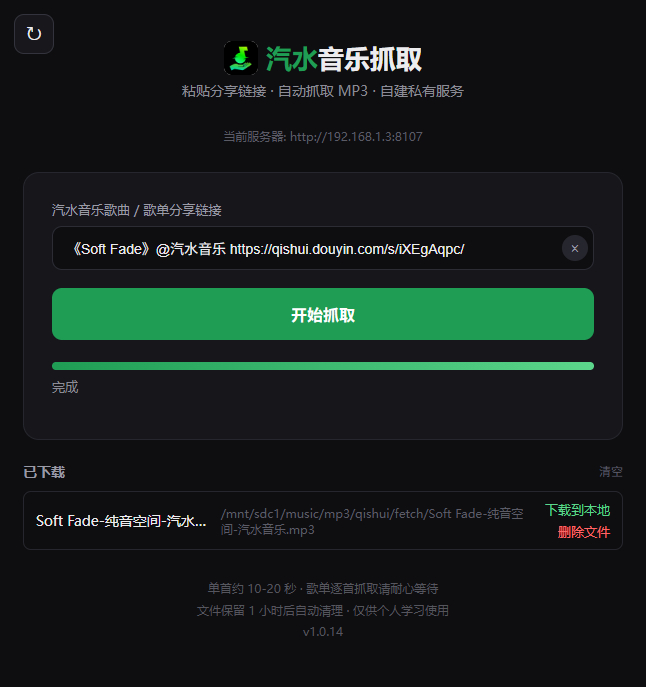 ↻
汽水音乐抓取
粘贴分享链接 · 自动抓取 MP3 · 自建私有服务
当前服务器: http://192.168.1.3:8107
汽水音乐歌曲 / 歌单分享链接
《Soft Fade》@汽水音乐 https://qishui.douyin.com/s/iXEgAqpc/
×
开始抓取
完成
已下载
清空
Soft Fade-纯音空间-汽水...
/mnt/sdc1/music/mp3/qishui/fetch/Soft Fade-纯音空
间-汽水音乐.mp3
下载到本地
删除文件
单首约 10-20 秒 · 歌单逐首抓取请耐心等待
文件保留 1 小时后自动清理 · 仅供个人学习使用
v1.0.14